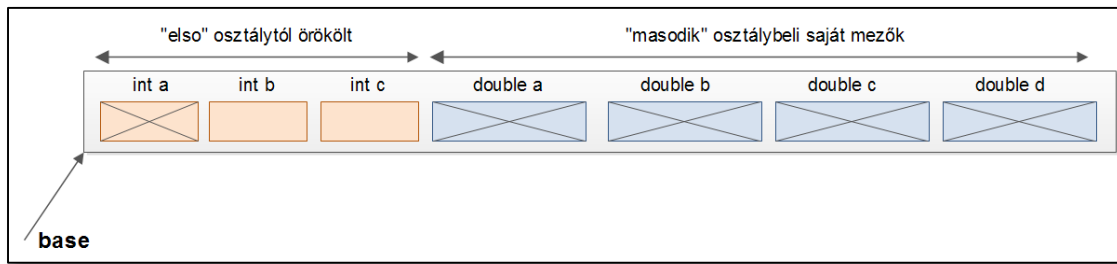 "elso" osztálytól örökölt
"masodik" osztálybeli saját mezők
int a int b int c double a double b double c double d
base